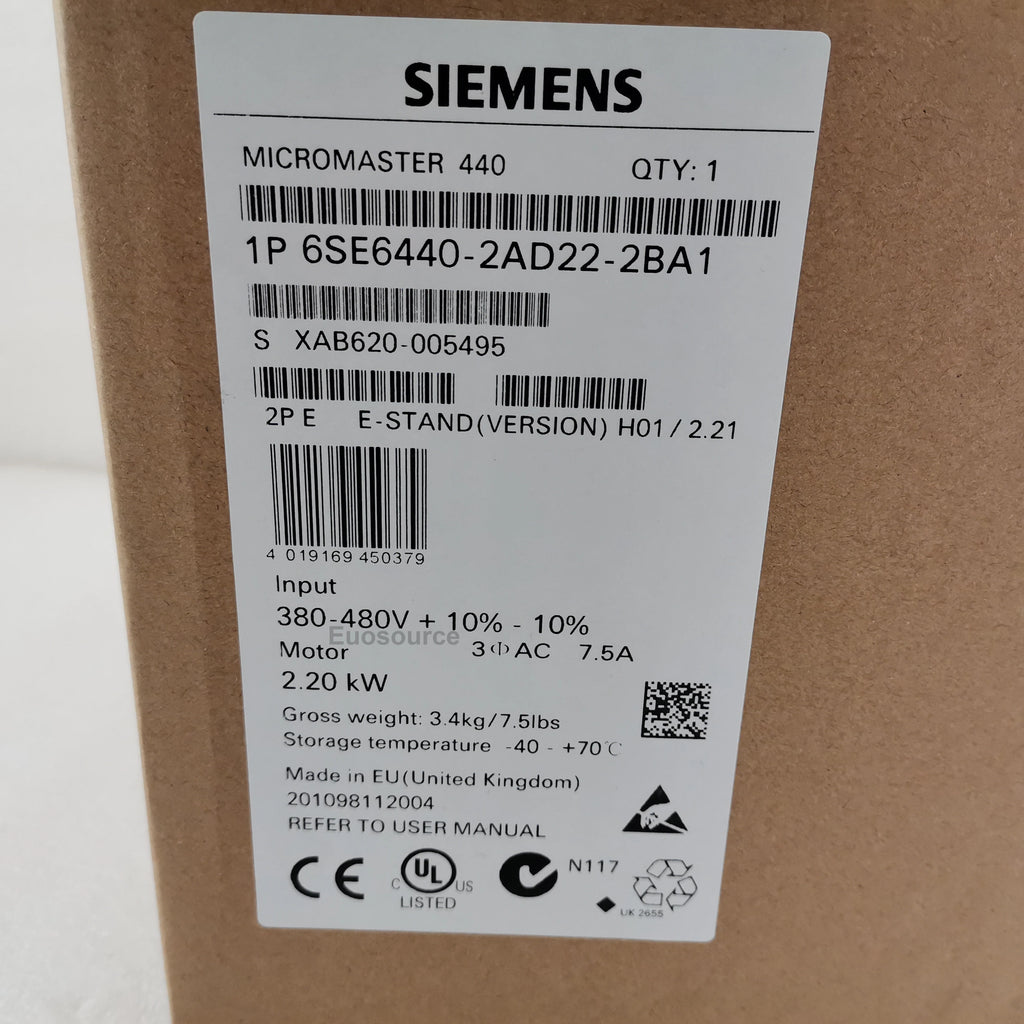 SIEMENS
MICROMASTER 440 QTY: 1
1P 6SE6440-2AD22-2BA1
S XAB620-005495
2P E E-STAND(VERSION) H01 / 2.21
4 019169 450379
Input
380-480V + 10% - 10%
Euosource
Motor 3Φ AC 7.5A
2.20 kW
Gross weight: 3.4kg/7.5lbs
Storage temperature -40 - +70℃
Made in EU(United Kingdom)
201098112004
REFER TO USER MANUAL
CE C UL US N117
LISTED UK 2655